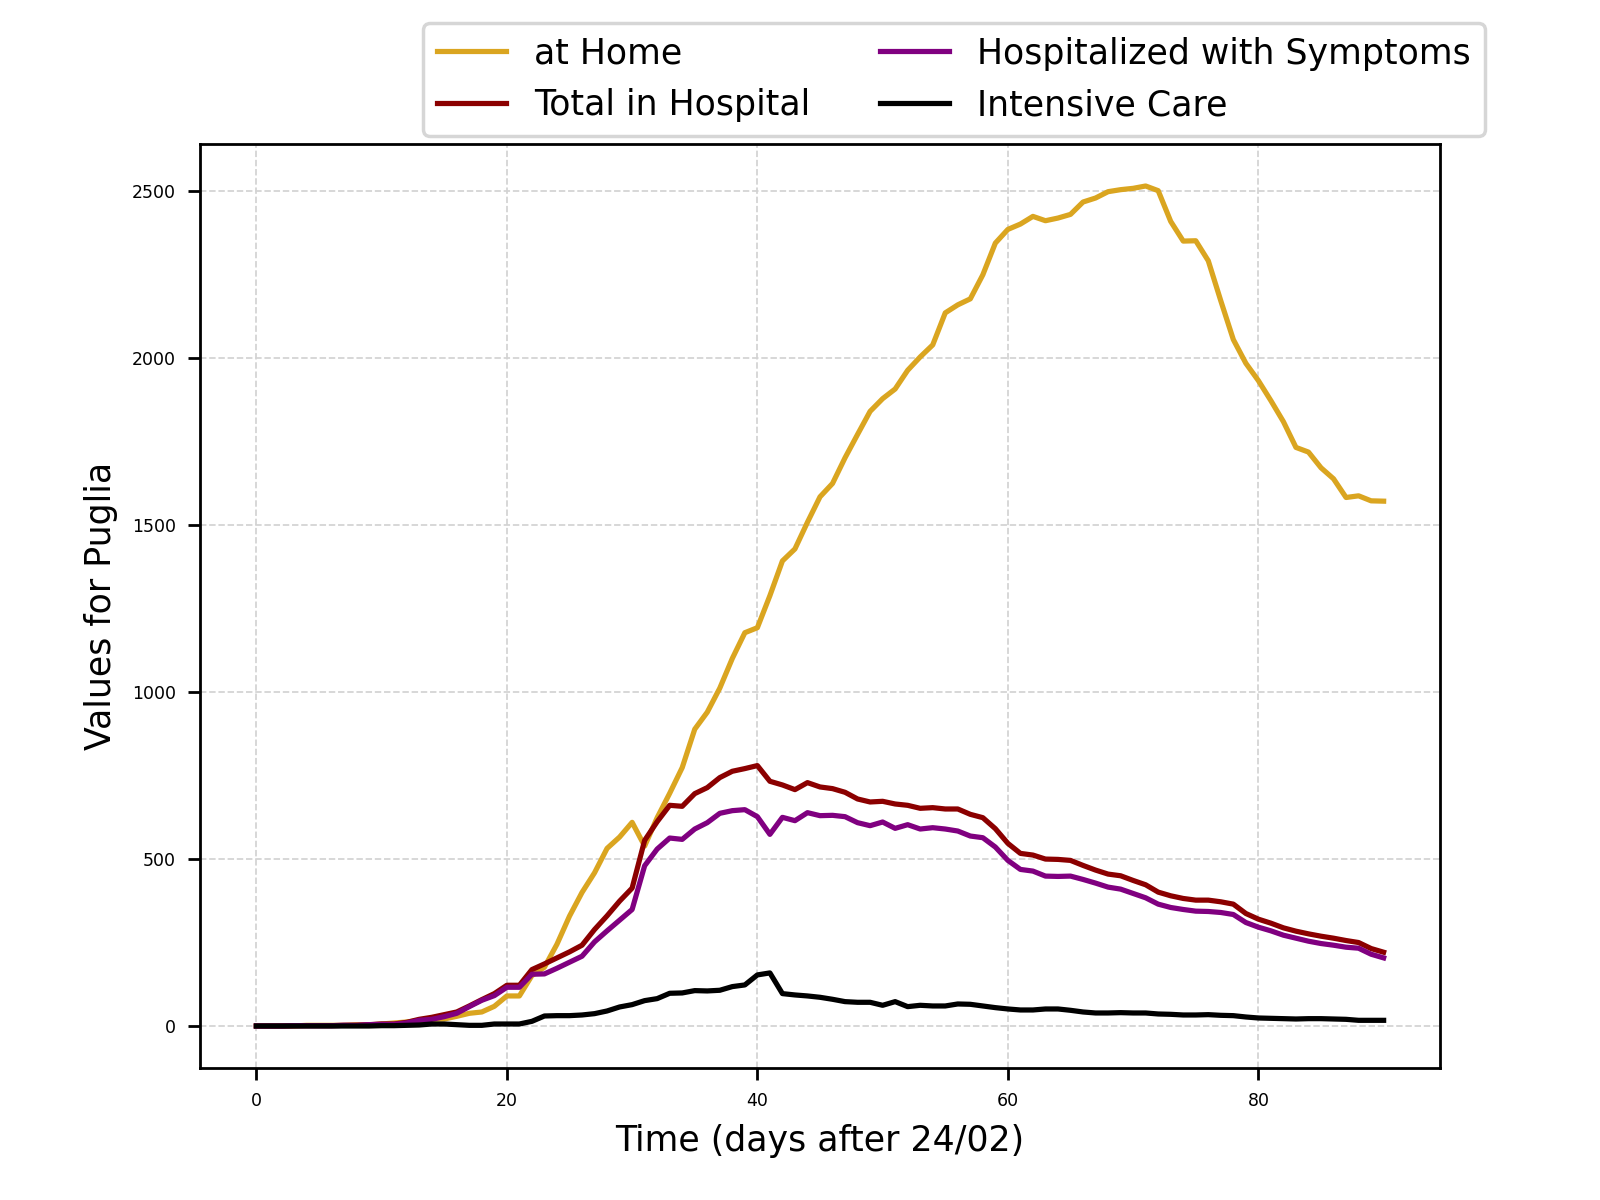 at Home
Total in Hospital
Hospitalized with Symptoms
Intensive Care
Values for Puglia
2500
2000
1500
1000
500
0
0 20 40 60 80
Time (days after 24/02)